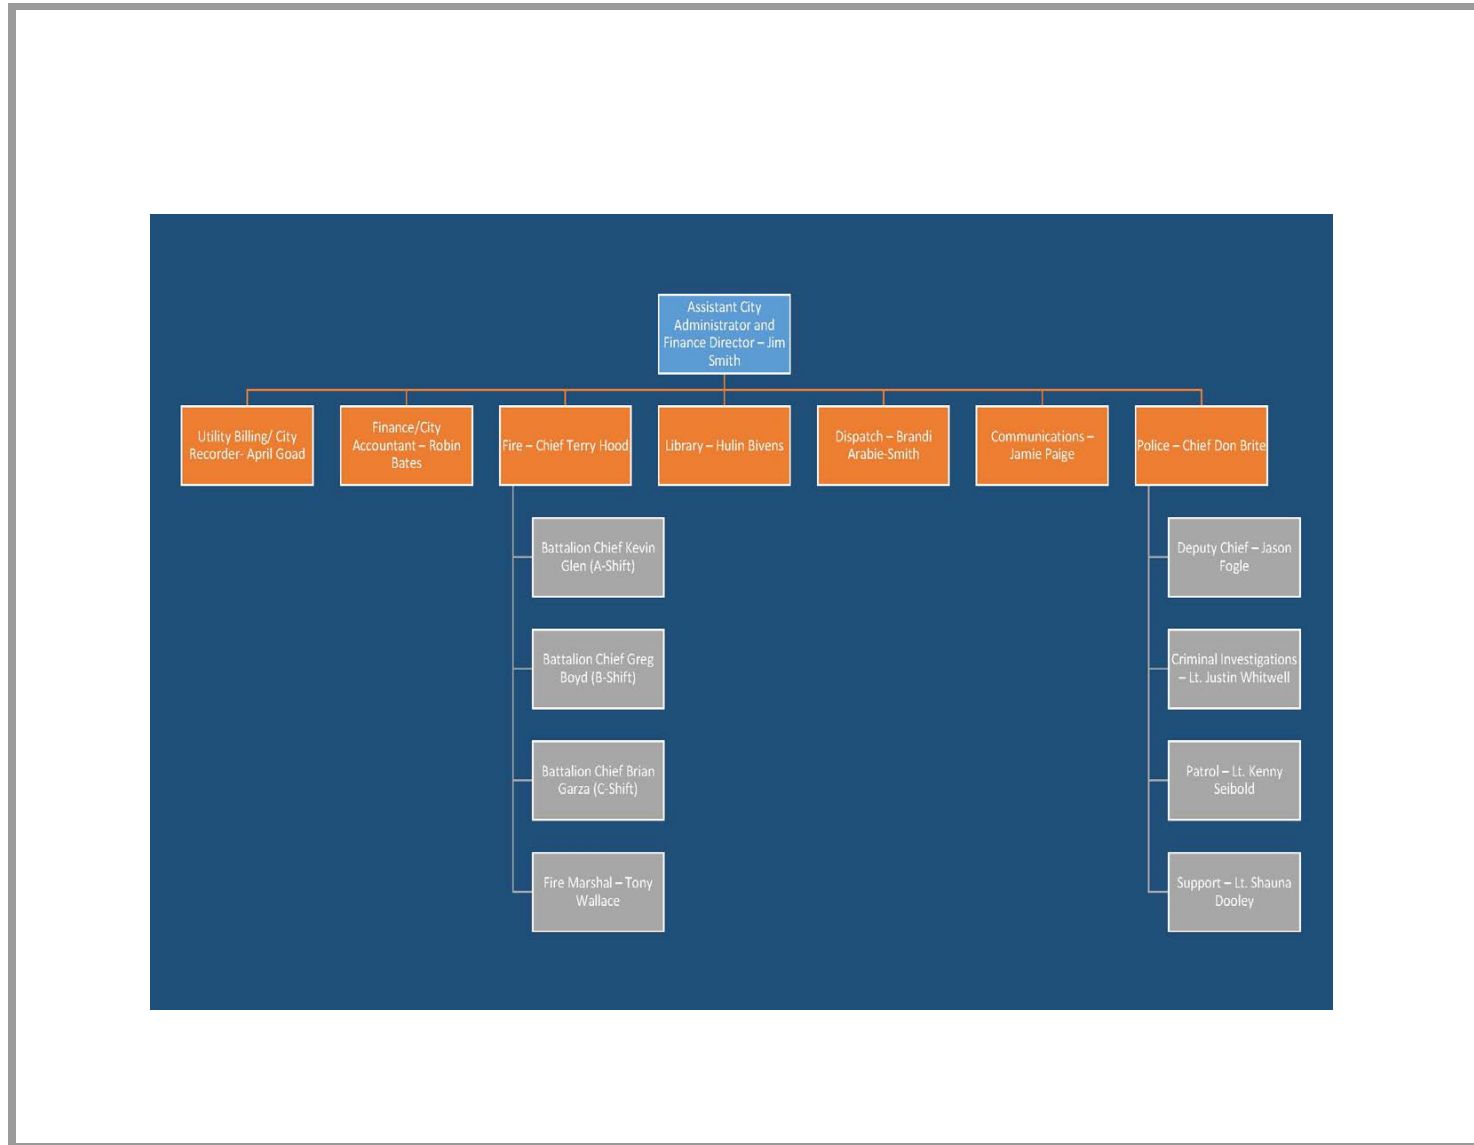 Assistant City
Administrator and
Finance Director – Jim
Smith
Utility Billing/ City
Recorder- April Goad
Finance/City
Accountant – Robin
Bates
Fire – Chief Terry Hood
Library – Hulin Bivens
Dispatch – Brandi
Arabie-Smith
Communications –
Jamie Paige
Police – Chief Don Brite
Battalion Chief Kevin
Glen (A-Shift)
Battalion Chief Greg
Boyd (B-Shift)
Battalion Chief Brian
Garza (C-Shift)
Fire Marshal – Tony
Wallace
Deputy Chief – Jason
Fogle
Criminal Investigations
– Lt. Justin Whitwell
Patrol – Lt. Kenny
Seibold
Support – Lt. Shauna
Dooley